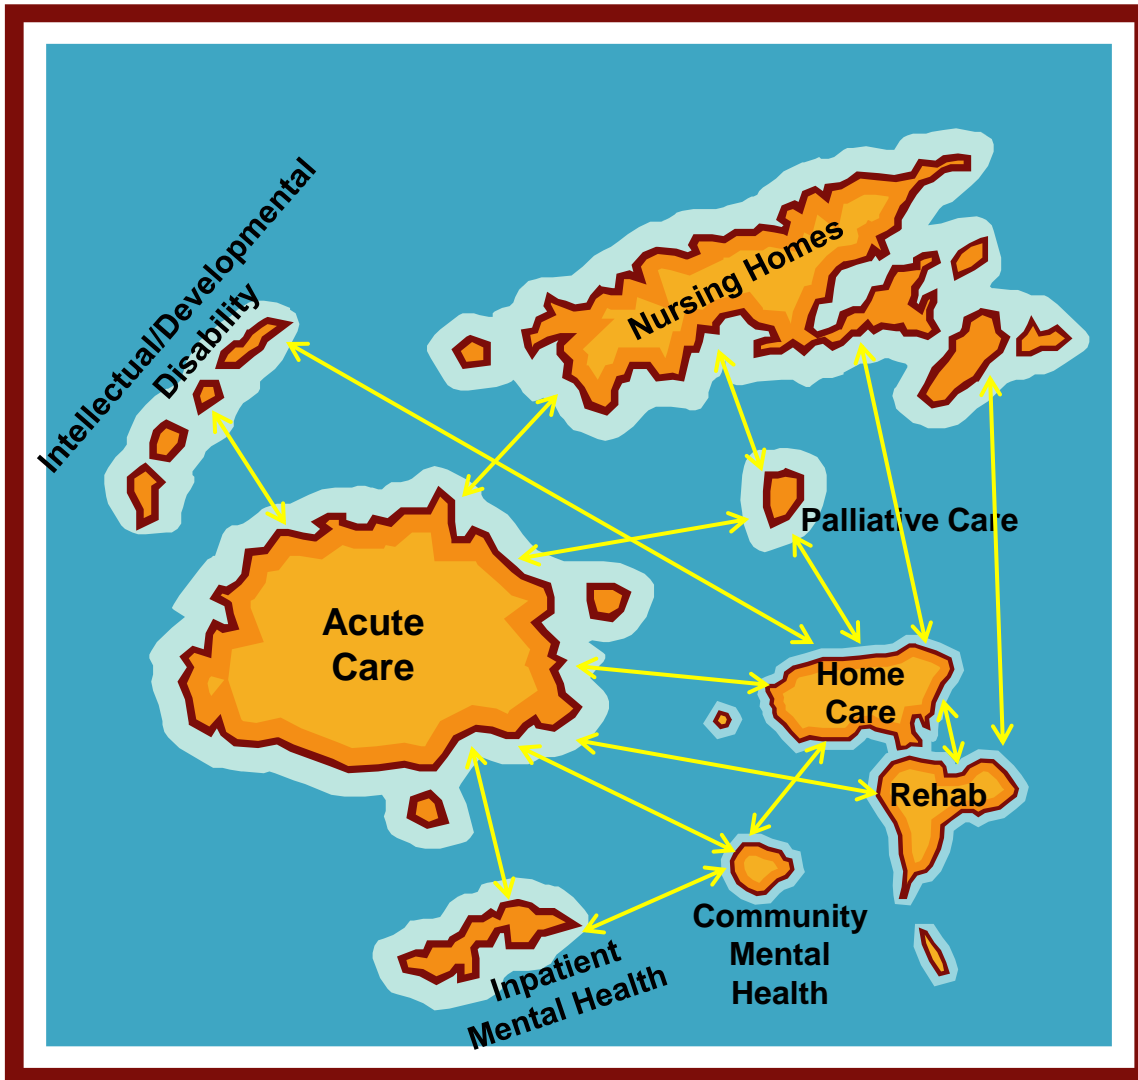 Intellectual/Developmental
Disability
Nursing Homes
Palliative Care
Acute
Care
Home
Care
Rehab
Community
Mental
Health
Inpatient
Mental Health